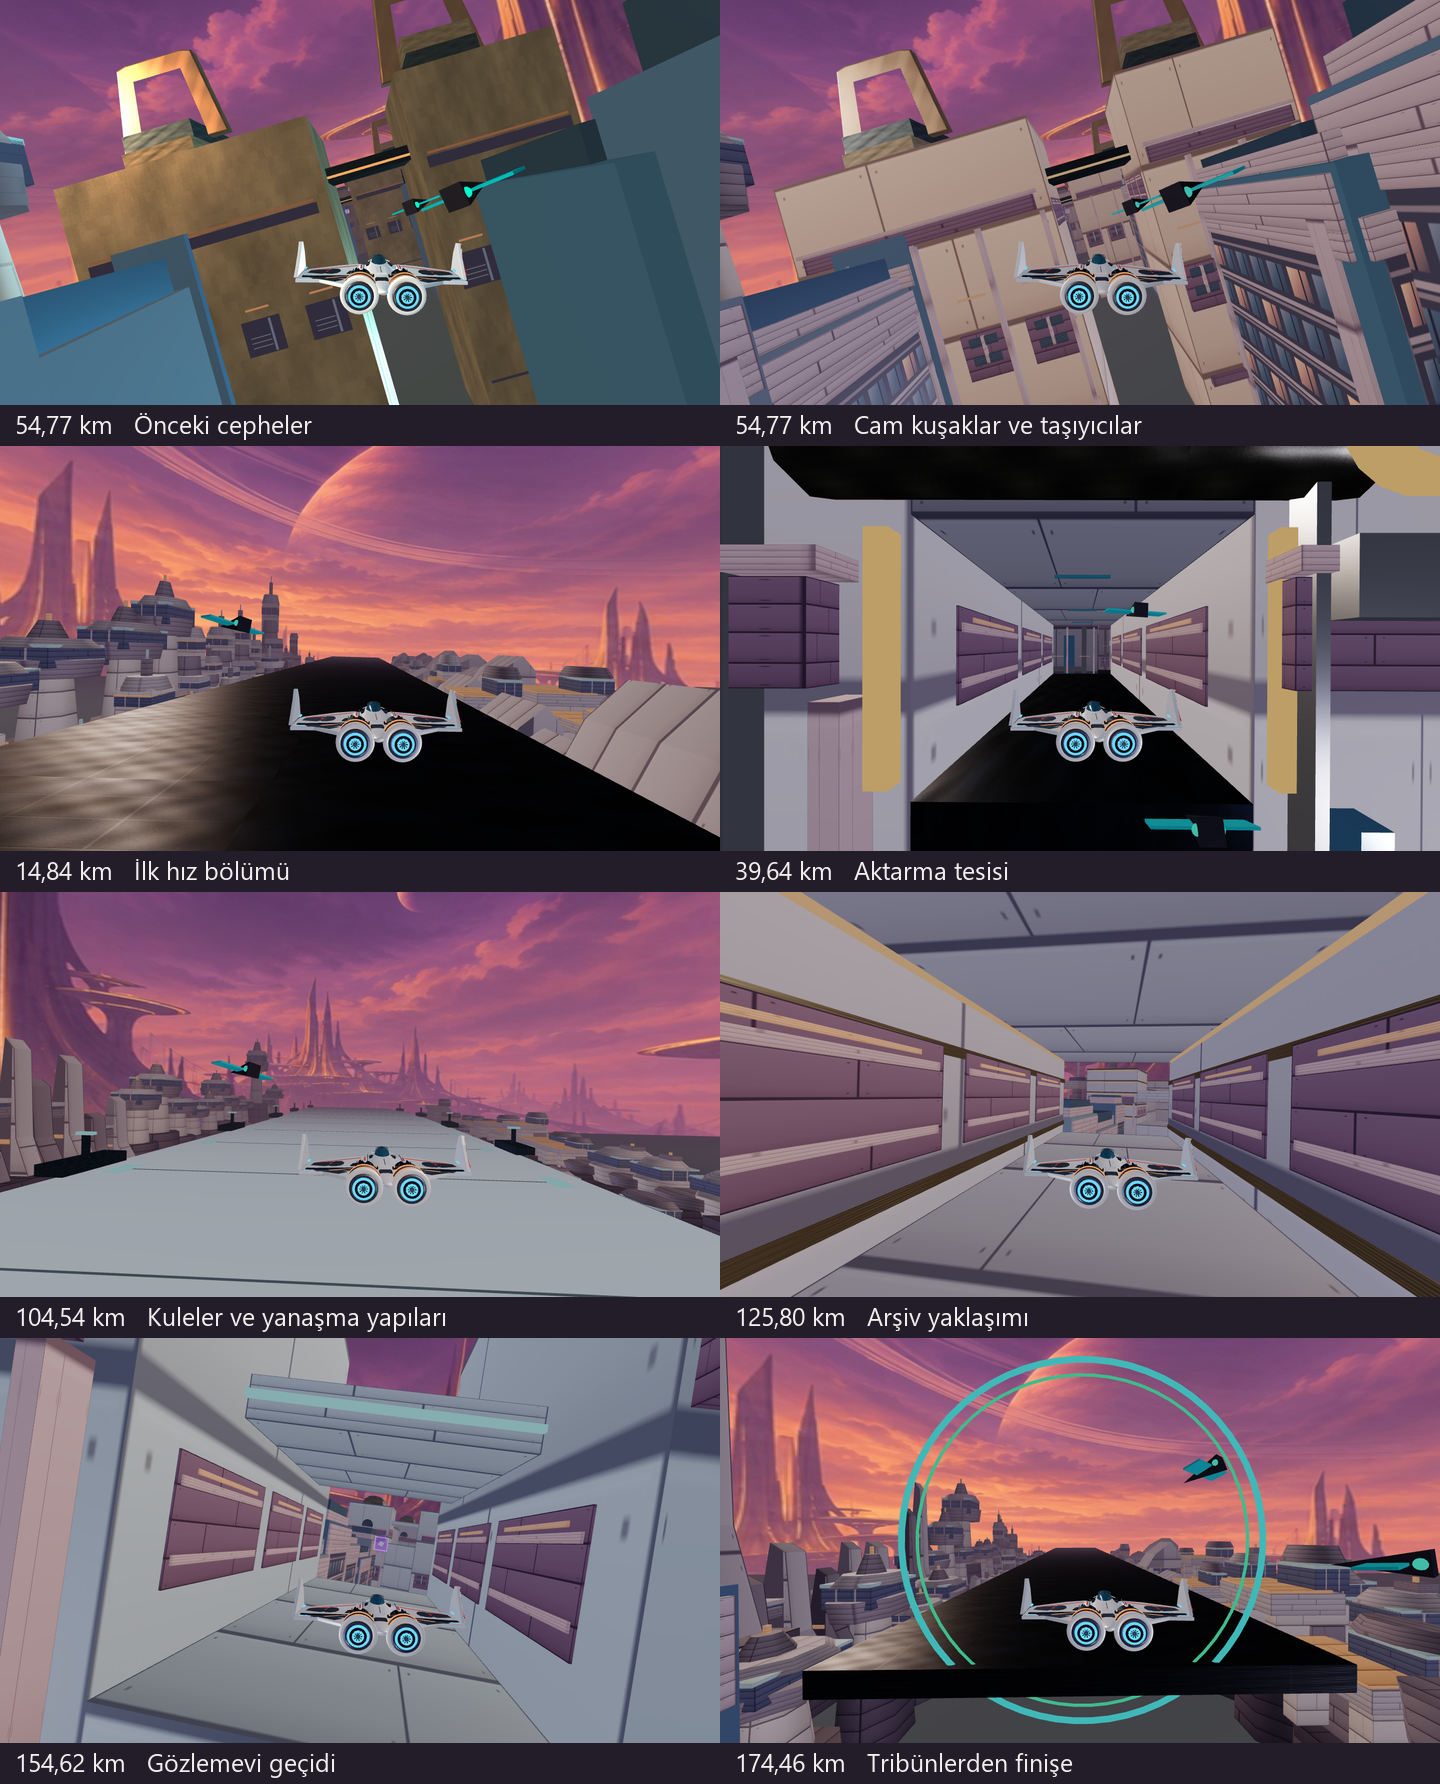 54,77 km Önceki cepheler
54,77 km Cam kuşaklar ve taşıyıcılar
14,84 km İlk hız bölümü
39,64 km Aktarma tesisi
104,54 km Kuleler ve yanaşma yapıları
125,80 km Arşiv yaklaşımı
154,62 km Gözlemevi geçidi
174,46 km Tribünlerden finişe